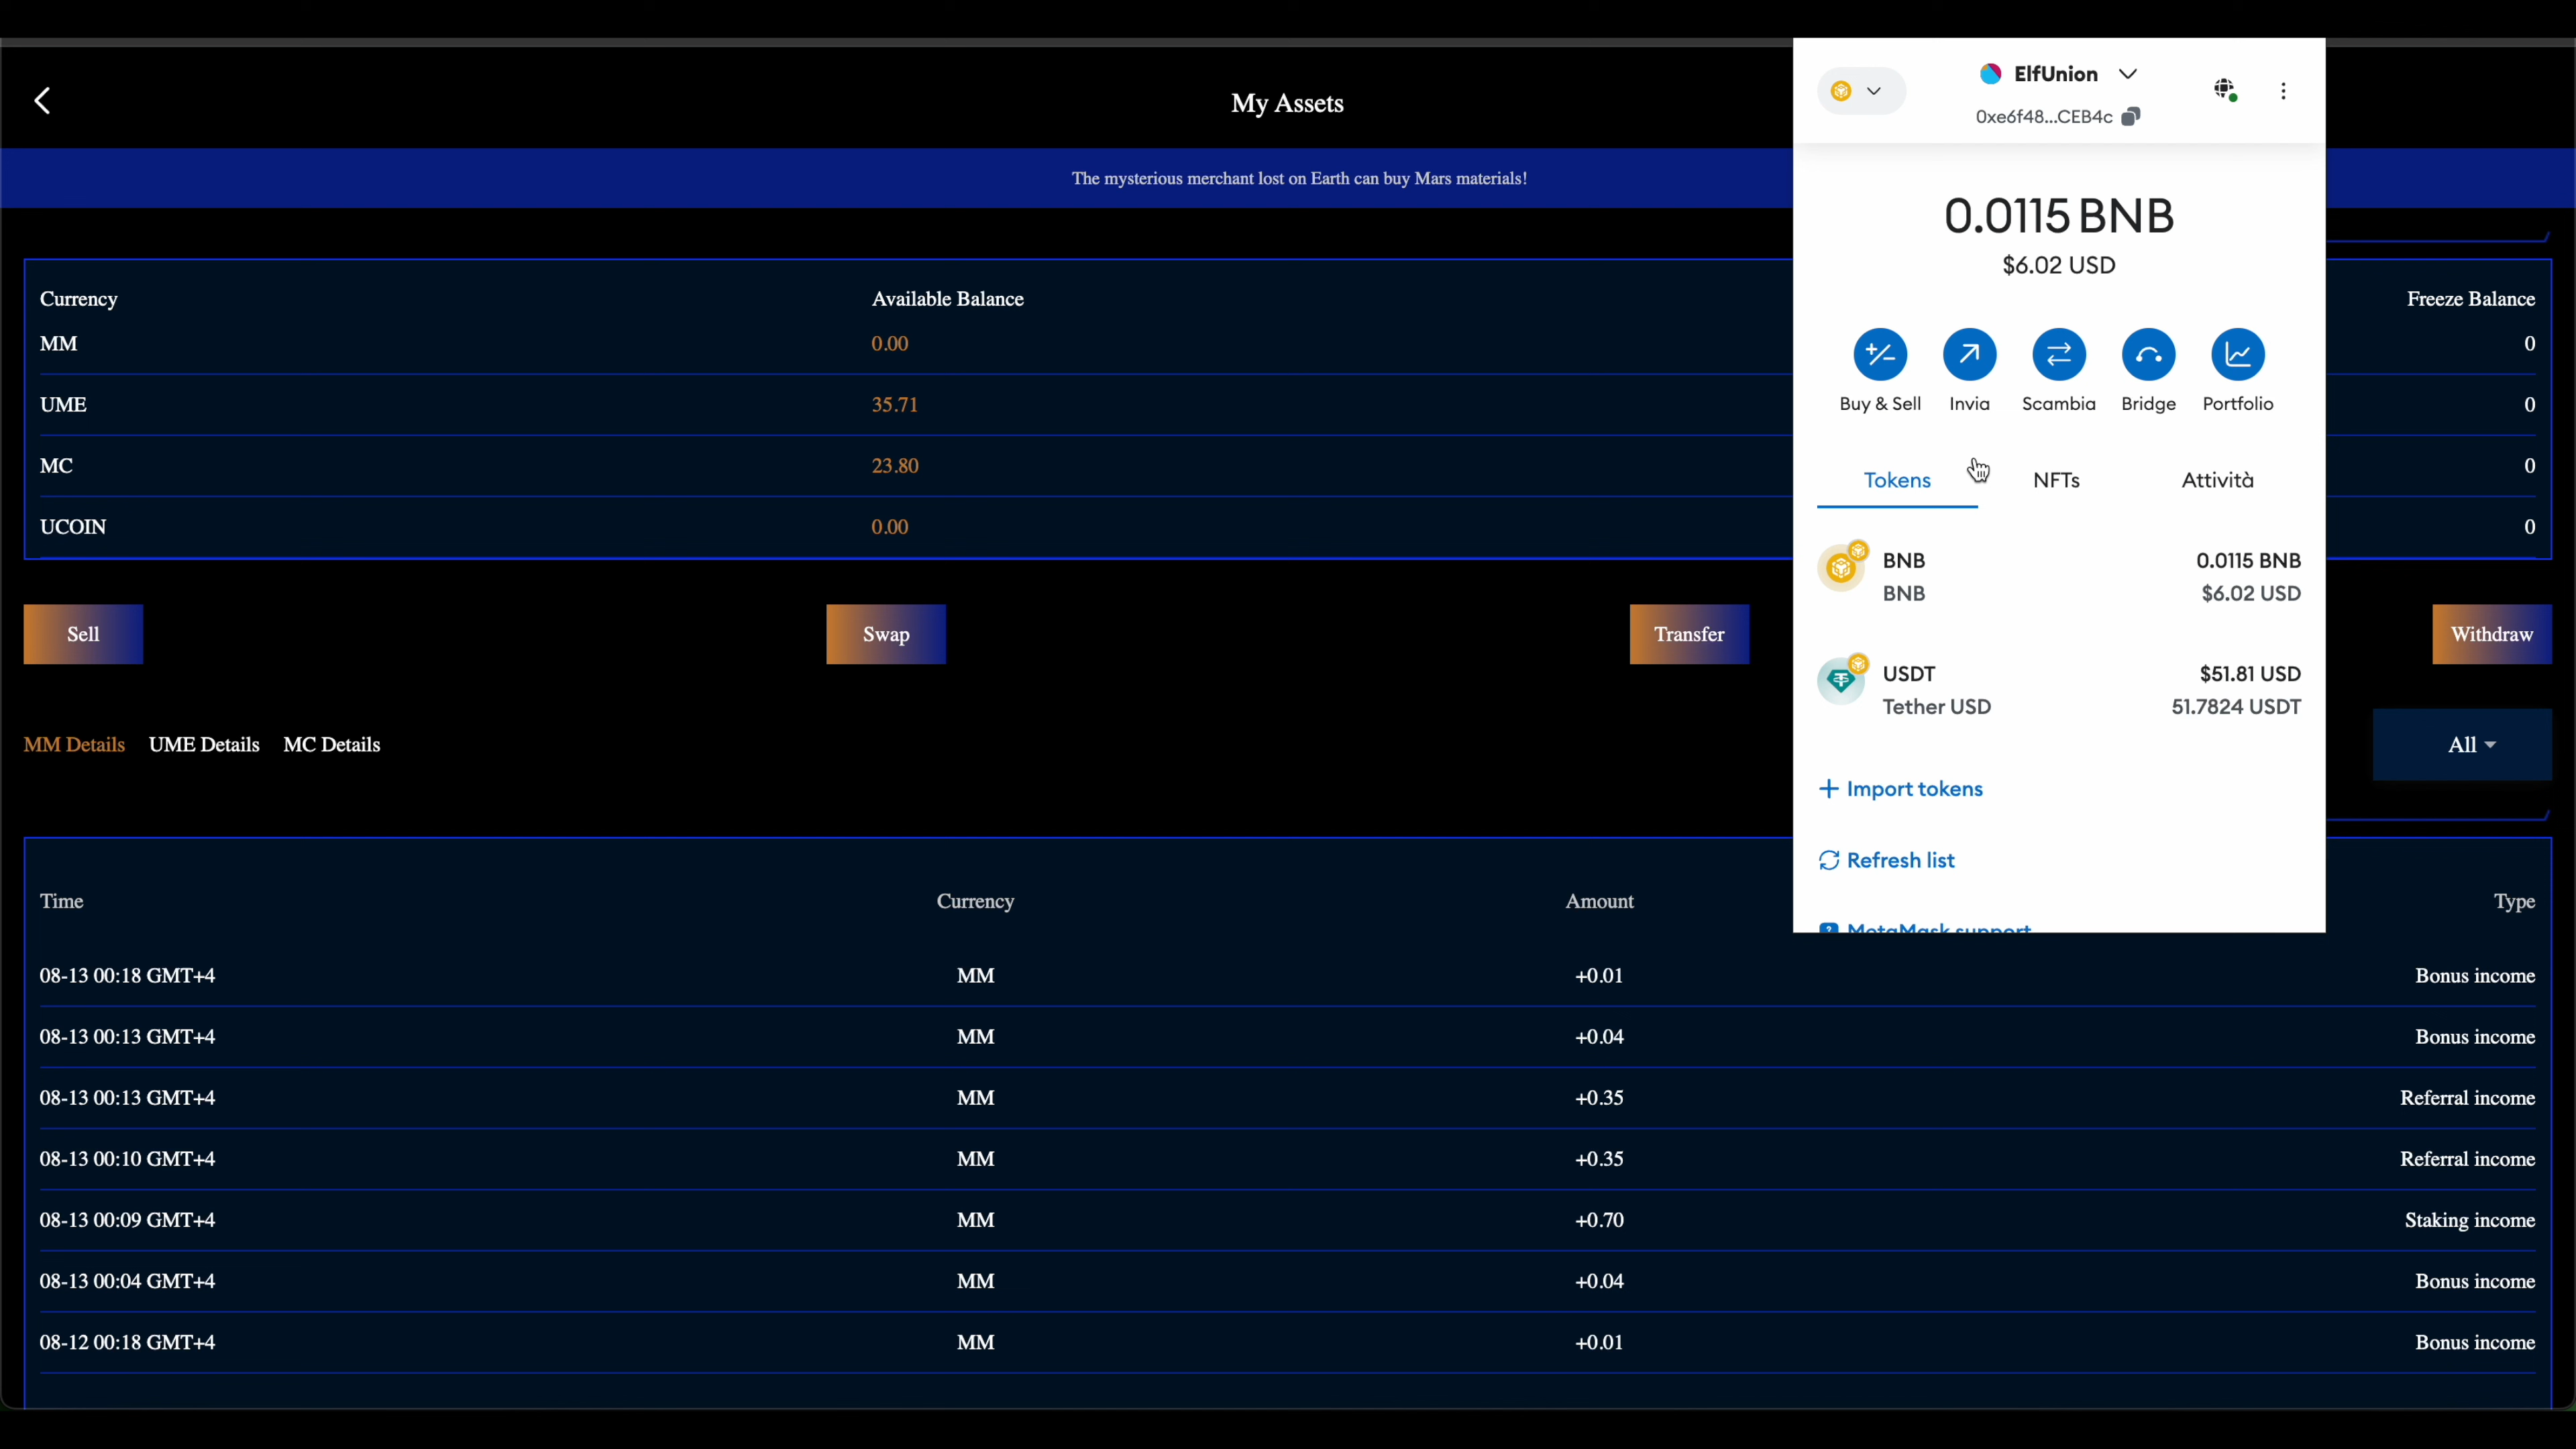 My Assets
The mysterious merchant lost on Earth can buy Mars materials!
Currency Available Balance Freeze Balance
MM 0.00 0
UME 35.71 0
MC 23.80 0
UCOIN 0.00 0
Sell Swap Transfer Withdraw
MM Details UME Details MC Details All
Time Currency Amount Type
08-13 00:18 GMT+4 MM +0.01 Bonus income
08-13 00:13 GMT+4 MM +0.04 Bonus income
08-13 00:13 GMT+4 MM +0.35 Referral income
08-13 00:10 GMT+4 MM +0.35 Referral income
08-13 00:09 GMT+4 MM +0.70 Staking income
08-13 00:04 GMT+4 MM +0.04 Bonus income
08-12 00:18 GMT+4 MM +0.01 Bonus income
ElfUnion
0xe6f48...CEB4c
0.0115 BNB
$6.02 USD
Buy & Sell Invia Scambia Bridge Portfolio
Tokens NFTs Attività
BNB 0.0115 BNB
BNB $6.02 USD
USDT $51.81 USD
Tether USD 51.7824 USDT
+ Import tokens
Refresh list
MetaMask support